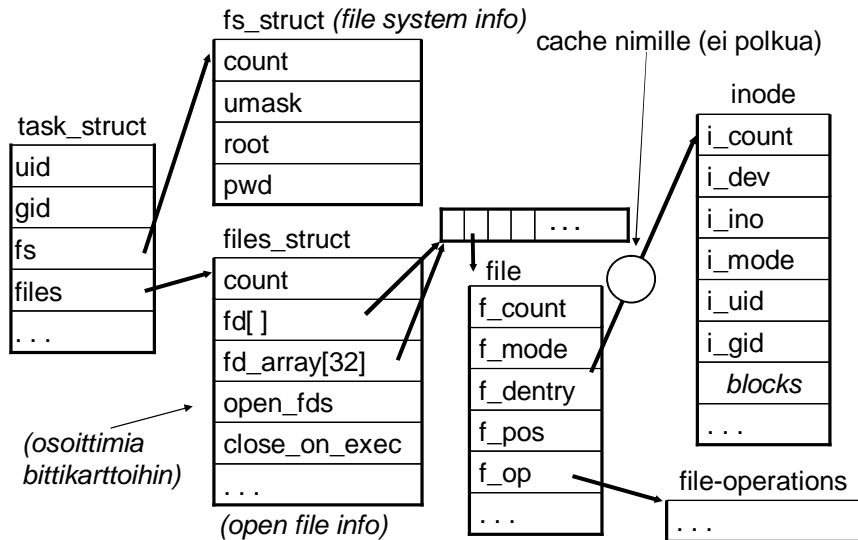 fs_struct (file system info)
count
umask
root
pwd
cache nimille (ei polkua)
task_struct
uid
gid
fs
files
. . .
files_struct
count
fd[ ]
fd_array[32]
open_fds
close_on_exec
. . .
(open file info)
(osoittimia
bittikarttoihin)
. . .
file
f_count
f_mode
f_dentry
f_pos
f_op
. . .
inode
i_count
i_dev
i_ino
i_mode
i_uid
i_gid
blocks
. . .
file-operations
. . .